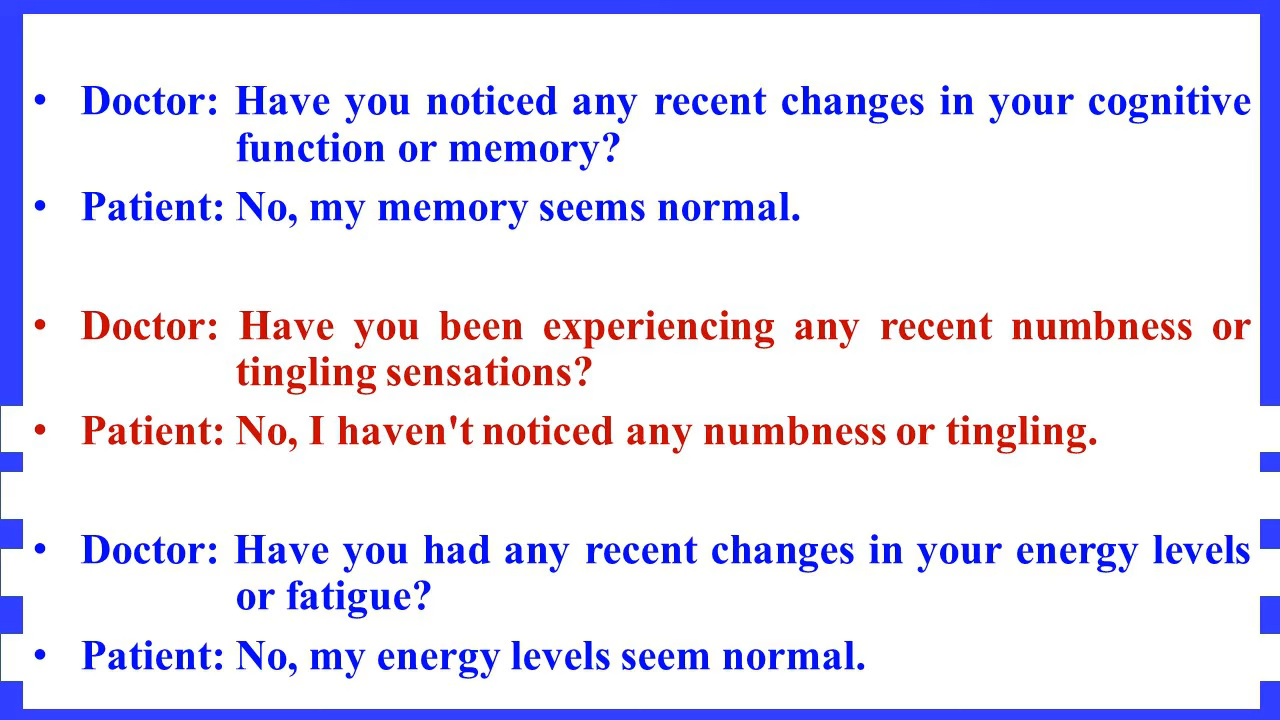 • Doctor: Have you noticed any recent changes in your cognitive
function or memory?
• Patient: No, my memory seems normal.
• Doctor: Have you been experiencing any recent numbness or
tingling sensations?
• Patient: No, I haven't noticed any numbness or tingling.
• Doctor: Have you had any recent changes in your energy levels
or fatigue?
• Patient: No, my energy levels seem normal.